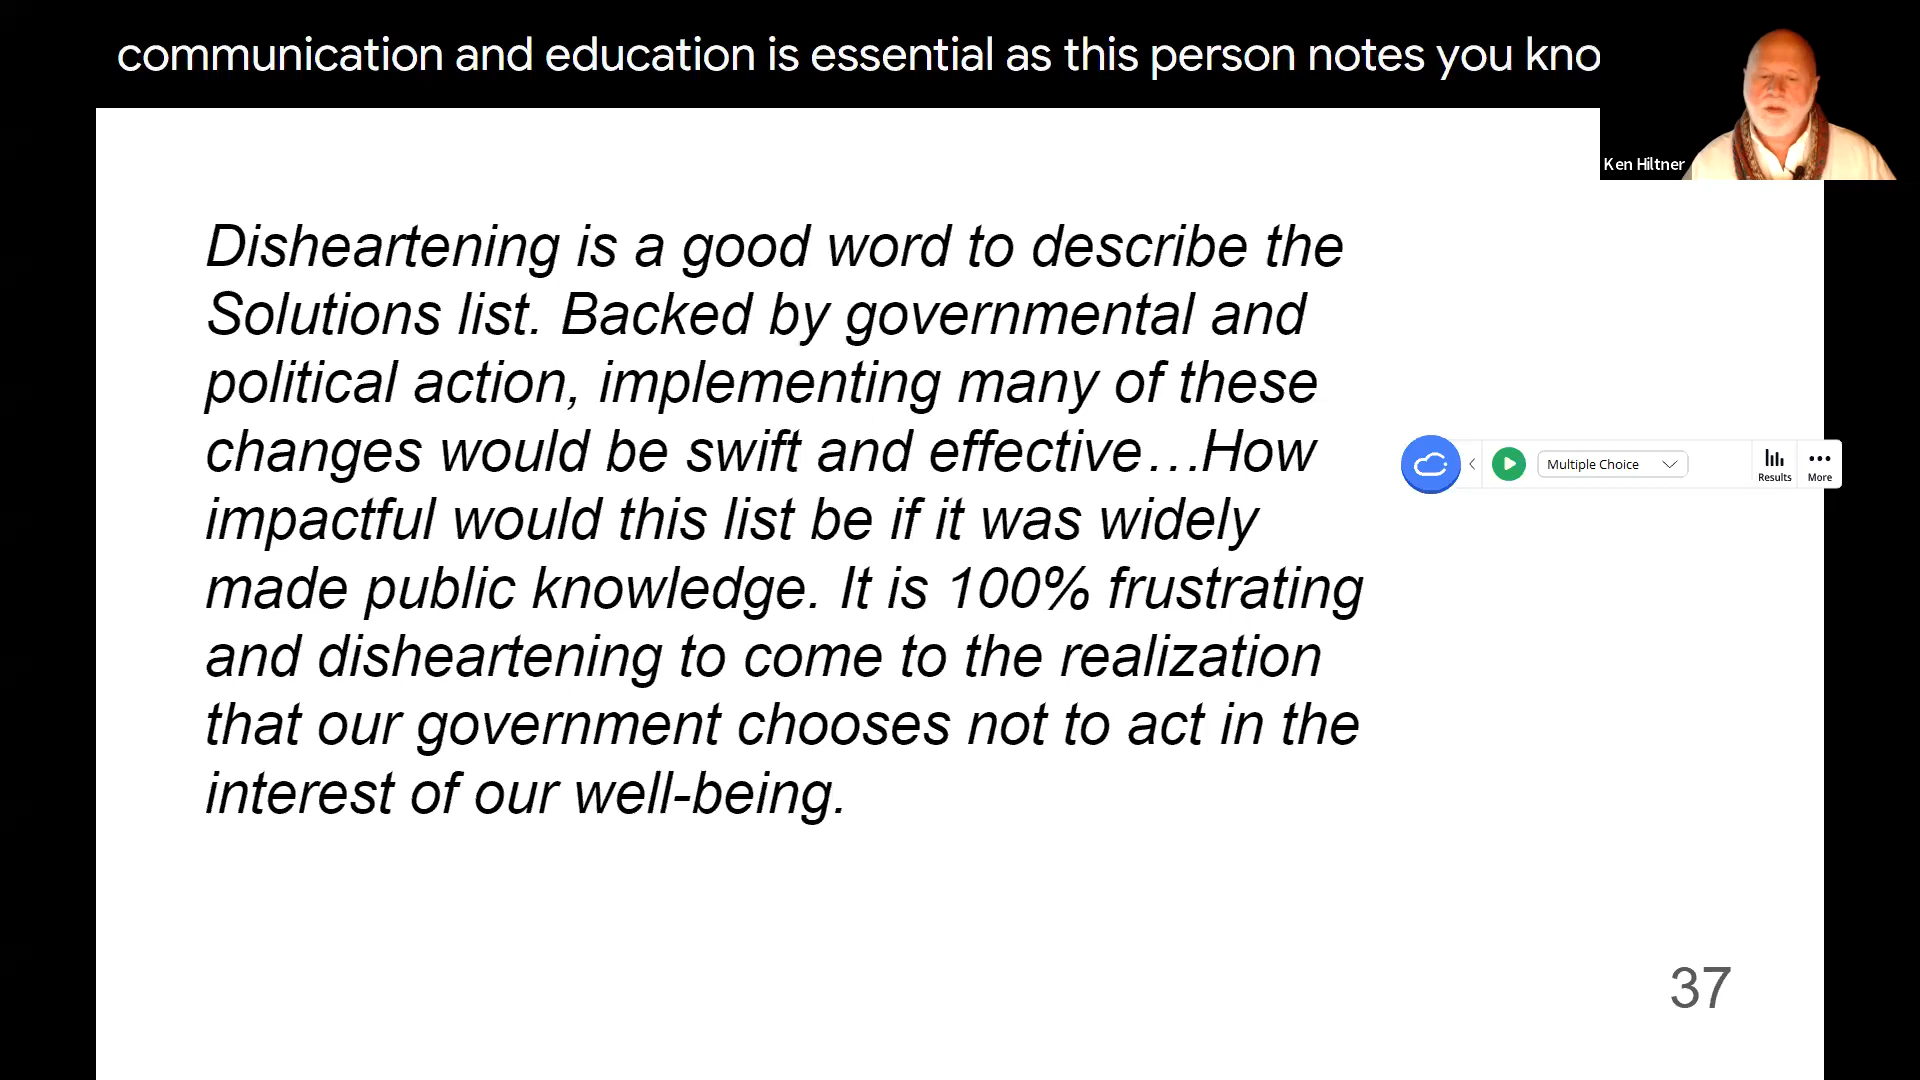 communication and education is essential as this person notes you kno
Ken Hiltner
Disheartening is a good word to describe the
Solutions list. Backed by governmental and
political action, implementing many of these
changes would be swift and effective…How
impactful would this list be if it was widely
made public knowledge. It is 100% frustrating
and disheartening to come to the realization
that our government chooses not to act in the
interest of our well-being.
Multiple Choice
Results
More
37